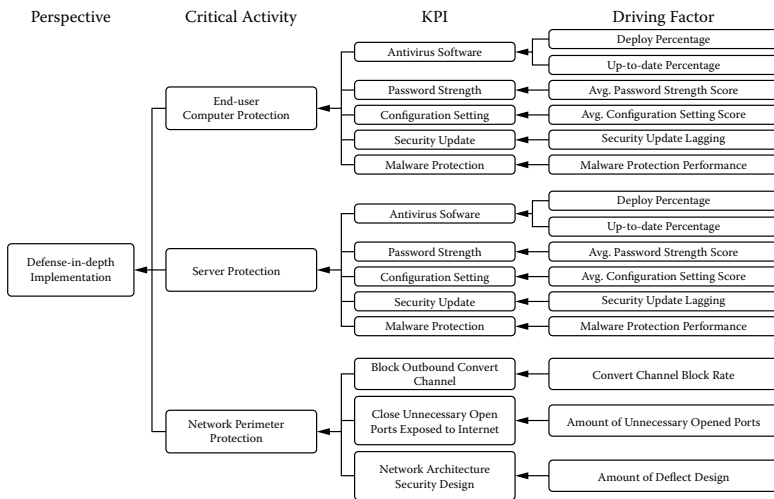 Perspective
Critical Activity
KPI
Driving Factor
Defense-in-depth
Implementation
End-user
Computer Protection
Antivirus Software
Deploy Percentage
Up-to-date Percentage
Password Strength
Avg. Password Strength Score
Configuration Setting
Avg. Configuration Setting Score
Security Update
Security Update Lagging
Malware Protection
Malware Protection Performance
Server Protection
Antivirus Sofware
Deploy Percentage
Up-to-date Percentage
Password Strength
Avg. Password Strength Score
Configuration Setting
Avg. Configuration Setting Score
Security Update
Security Update Lagging
Malware Protection
Malware Protection Performance
Network Perimeter
Protection
Block Outbound Convert
Channel
Convert Channel Block Rate
Close Unnecessary Open
Ports Exposed to Internet
Amount of Unnecessary Opened Ports
Network Architecture
Security Design
Amount of Deflect Design